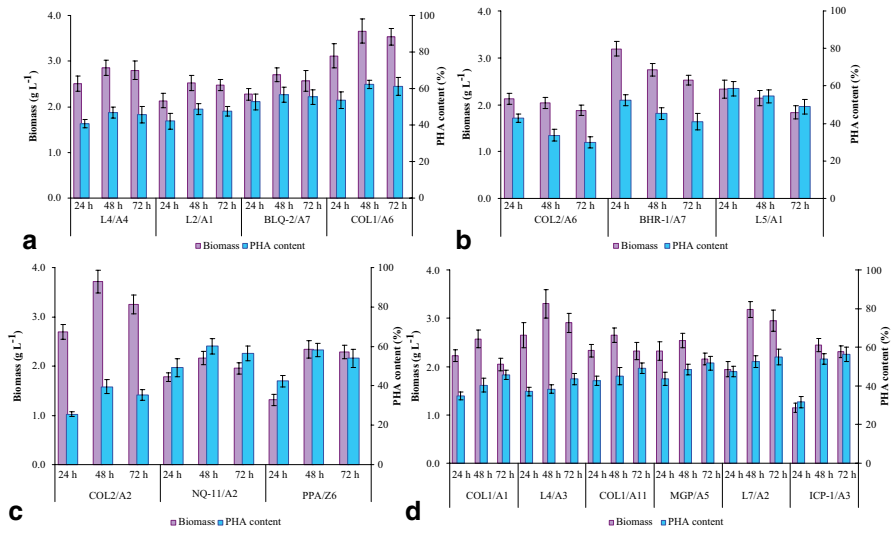 4.0
3.0
2.0
1.0
0.0
Biomass (g L⁻¹)
100
80
60
40
20
0
PHA content (%)
24 h 48 h 72 h 24 h 48 h 72 h 24 h 48 h 72 h 24 h 48 h 72 h
L4/A4 L2/A1 BLQ-2/A7 COL1/A6
a
Biomass PHA content
4.0
3.0
2.0
1.0
0.0
Biomass (g L⁻¹)
100
80
60
40
20
0
PHA content (%)
24 h 48 h 72 h 24 h 48 h 72 h 24 h 48 h 72 h
COL2/A6 BHR-1/A7 L5/A1
b
Biomass PHA content
4.0
3.0
2.0
1.0
0.0
Biomass (g L⁻¹)
100
80
60
40
20
0
PHA content (%)
24 h 48 h 72 h 24 h 48 h 72 h 24 h 48 h 72 h
COL2/A2 NQ-11/A2 PPA/Z6
c
Biomass PHA content
4.0
3.0
2.0
1.0
0.0
Biomass (g L⁻¹)
100
80
60
40
20
0
PHA content (%)
24 h 48 h 72 h 24 h 48 h 72 h 24 h 48 h 72 h 24 h 48 h 72 h 24 h 48 h 72 h 24 h 48 h 72 h
COL1/A1 L4/A3 COL1/A11 MGP/A5 L7/A2 ICP-1/A3
d
Biomass PHA content